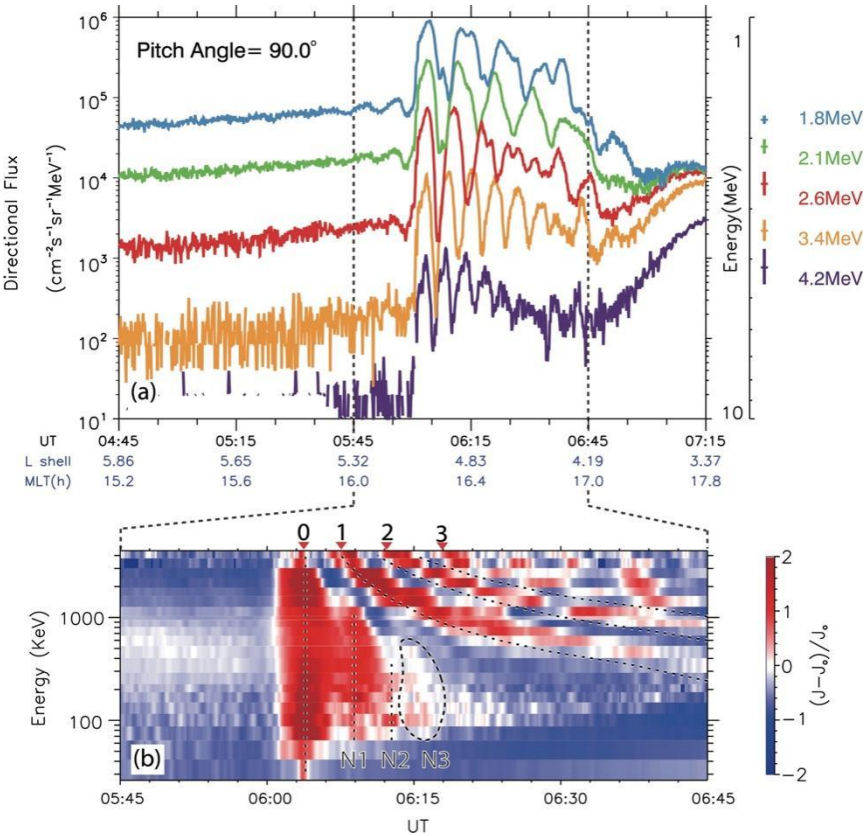 Pitch Angle= 90.0°
10⁶
10⁵
10⁴
10³
10²
10¹
Directional Flux
(cm⁻²s⁻¹sr⁻¹MeV⁻¹)
(a)
1
10
Energy(MeV)
1.8MeV
2.1MeV
2.6MeV
3.4MeV
4.2MeV
UT 04:45 05:15 05:45 06:15 06:45 07:15
L shell 5.86 5.65 5.32 4.83 4.19 3.37
MLT(h) 15.2 15.6 16.0 16.4 17.0 17.8
0 1 2 3
1000
100
Energy (KeV)
(b)
N1 N2 N3
05:45 06:00 06:15 06:30 06:45
UT
2
1
0
−1
−2
(J−J₀)/J₀